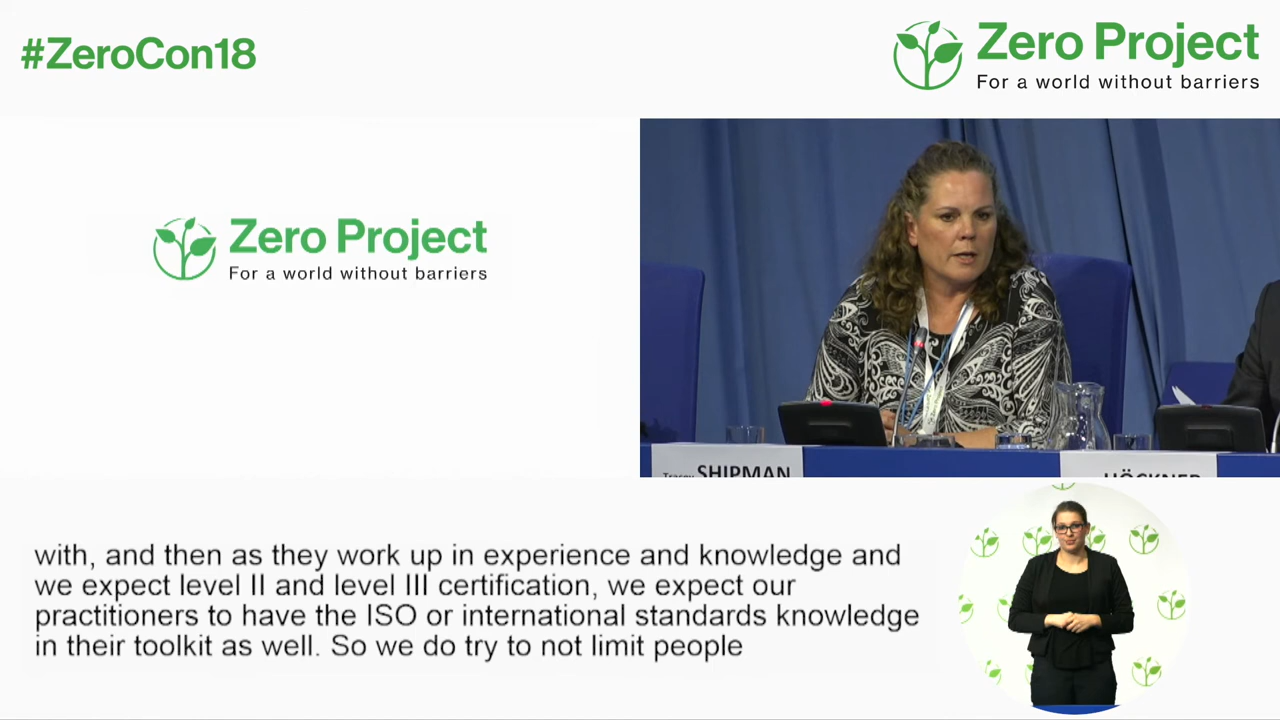 #ZeroCon18
Zero Project
For a world without barriers
Zero Project
For a world without barriers
Tracey SHIPMAN
HÖCKNER
with, and then as they work up in experience and knowledge and
we expect level II and level III certification, we expect our
practitioners to have the ISO or international standards knowledge
in their toolkit as well. So we do try to not limit people